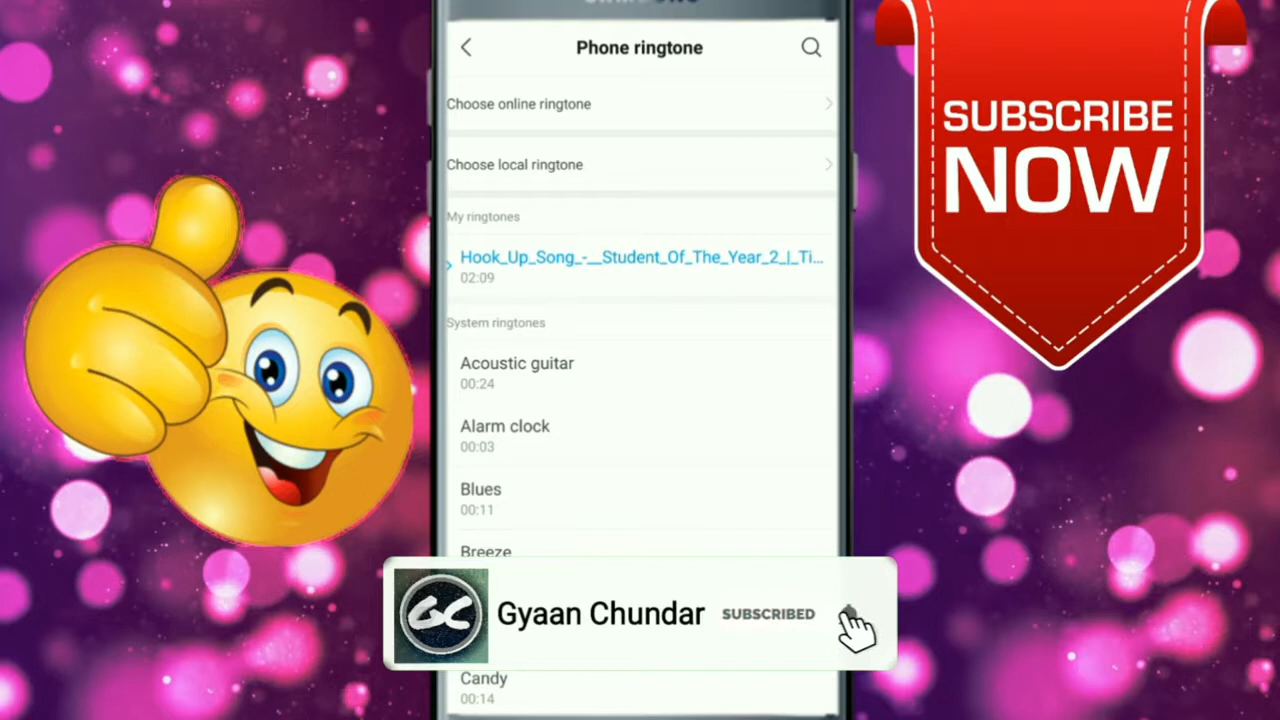 Phone ringtone
Choose online ringtone
Choose local ringtone
My ringtones
Hook_Up_Song_-__Student_Of_The_Year_2_|_Ti...
02:09
System ringtones
Acoustic guitar
00:24
Alarm clock
00:03
Blues
00:11
Breeze
GC
Gyaan Chundar
SUBSCRIBED
Candy
00:14
SUBSCRIBE
NOW